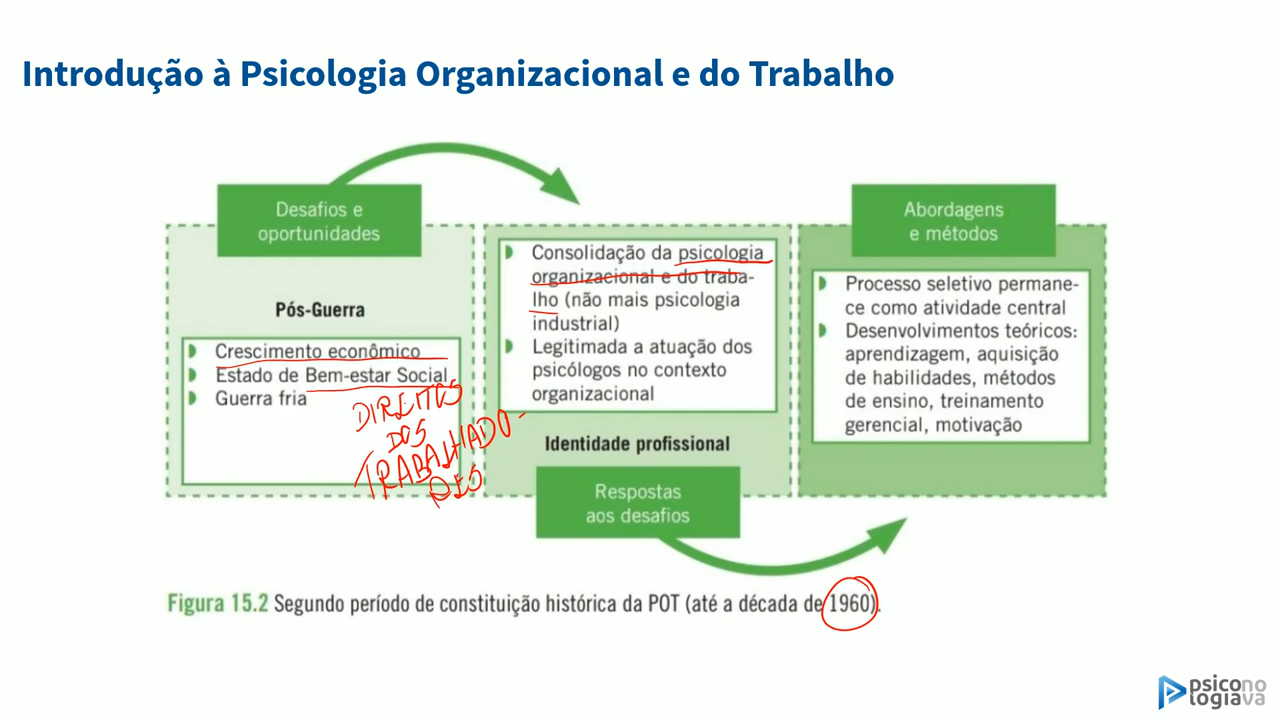 Introdução à Psicologia Organizacional e do Trabalho
Desafios e
oportunidades
Pós-Guerra
Crescimento econômico
Estado de Bem-estar Social
Guerra fria
DIREITOS
DOS
TRABALHADO-
RES
Consolidação da psicologia
organizacional e do traba-
lho (não mais psicologia
industrial)
Legitimada a atuação dos
psicólogos no contexto
organizacional
Identidade profissional
Respostas
aos desafios
Abordagens
e métodos
Processo seletivo permane-
ce como atividade central
Desenvolvimentos teóricos:
aprendizagem, aquisição
de habilidades, métodos
de ensino, treinamento
gerencial, motivação
Figura 15.2 Segundo período de constituição histórica da POT (até a década de 1960).
psicono
logiava